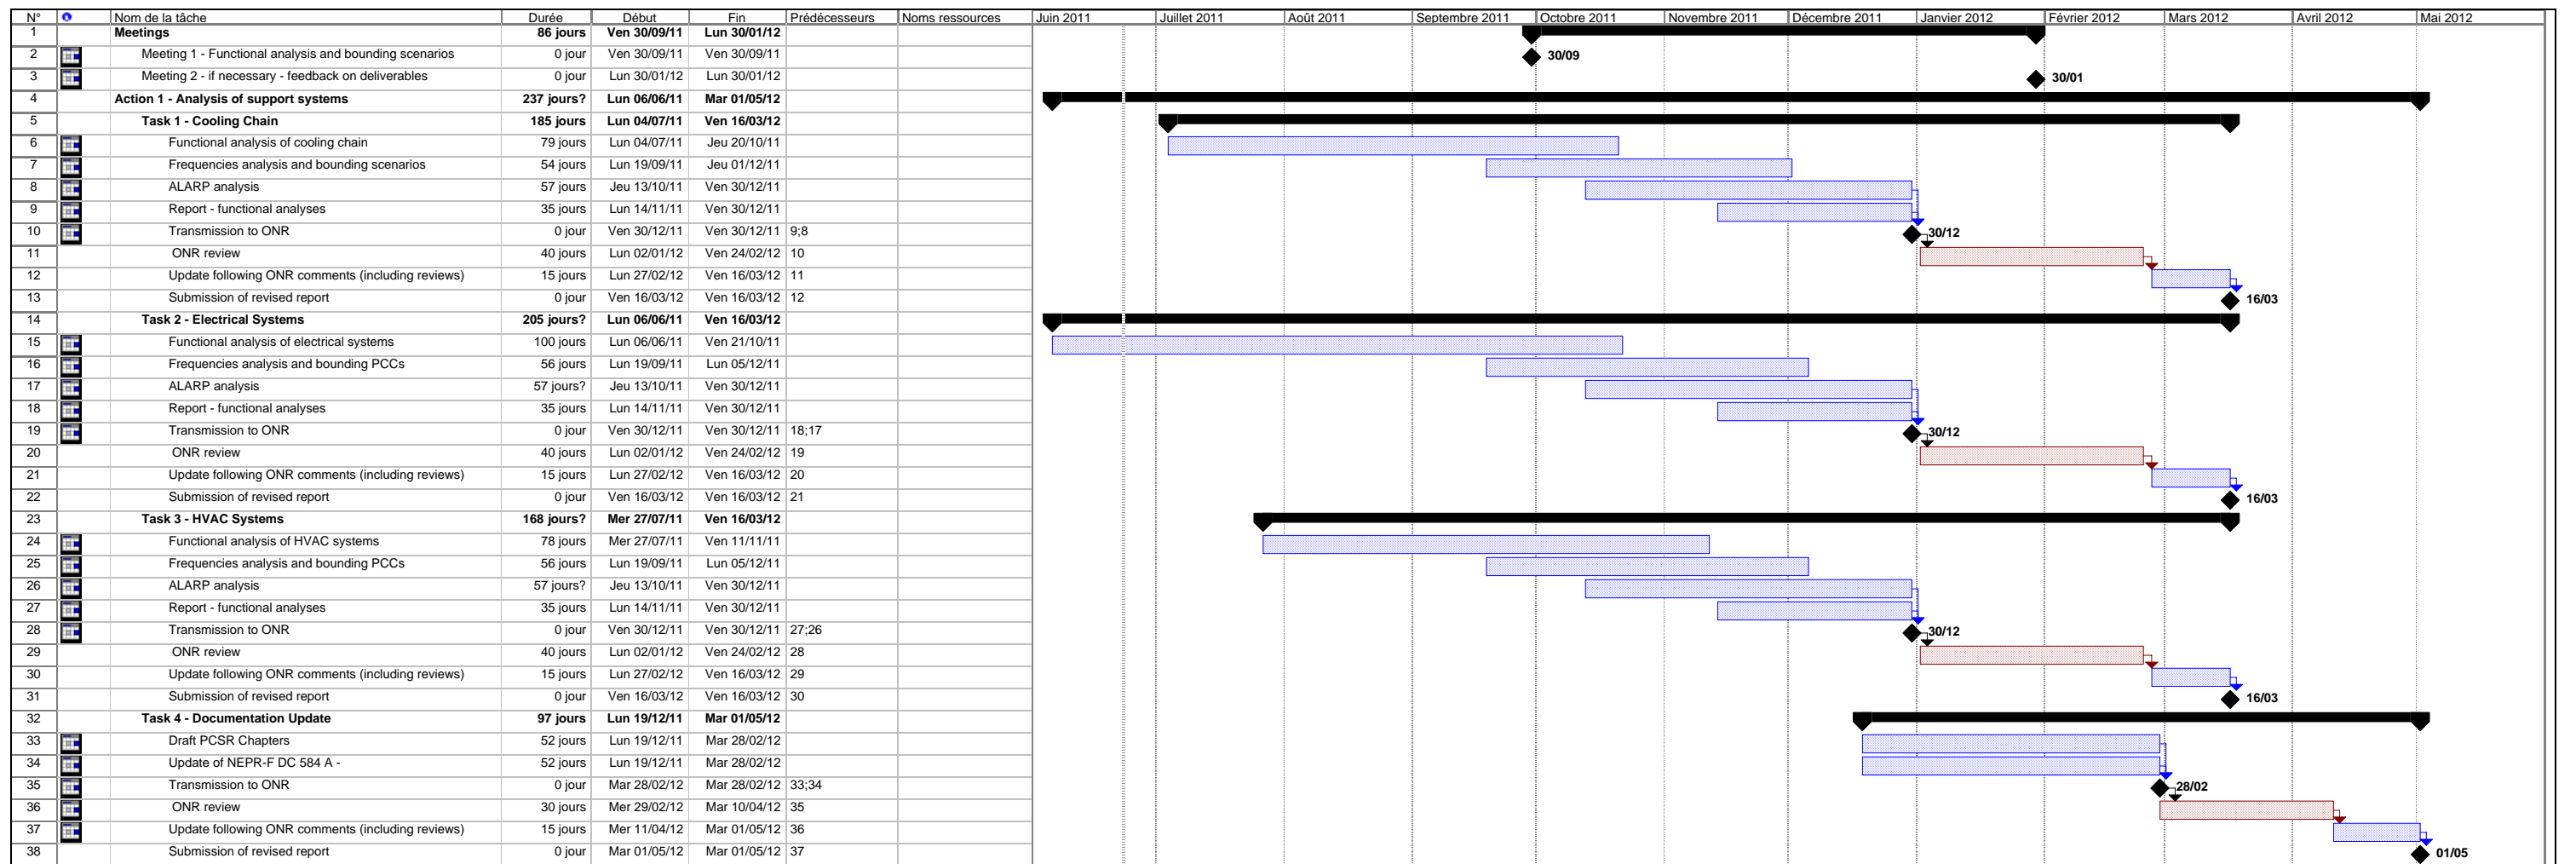 N° Nom de la tâche Durée Début Fin Prédécesseurs Noms ressources Juin 2011 Juillet 2011 Août 2011 Septembre 2011 Octobre 2011 Novembre 2011 Décembre 2011 Janvier 2012 Février 2012 Mars 2012 Avril 2012 Mai 2012
1 Meetings 86 jours Ven 30/09/11 Lun 30/01/12
2 Meeting 1 - Functional analysis and bounding scenarios 0 jour Ven 30/09/11 Ven 30/09/11 30/09
3 Meeting 2 - if necessary - feedback on deliverables 0 jour Lun 30/01/12 Lun 30/01/12 30/01
4 Action 1 - Analysis of support systems 237 jours? Lun 06/06/11 Mar 01/05/12
5 Task 1 - Cooling Chain 185 jours Lun 04/07/11 Ven 16/03/12
6 Functional analysis of cooling chain 79 jours Lun 04/07/11 Jeu 20/10/11
7 Frequencies analysis and bounding scenarios 54 jours Lun 19/09/11 Jeu 01/12/11
8 ALARP analysis 57 jours Jeu 13/10/11 Ven 30/12/11
9 Report - functional analyses 35 jours Lun 14/11/11 Ven 30/12/11
10 Transmission to ONR 0 jour Ven 30/12/11 Ven 30/12/11 9;8 30/12
11 ONR review 40 jours Lun 02/01/12 Ven 24/02/12 10
12 Update following ONR comments (including reviews) 15 jours Lun 27/02/12 Ven 16/03/12 11
13 Submission of revised report 0 jour Ven 16/03/12 Ven 16/03/12 12 16/03
14 Task 2 - Electrical Systems 205 jours? Lun 06/06/11 Ven 16/03/12
15 Functional analysis of electrical systems 100 jours Lun 06/06/11 Ven 21/10/11
16 Frequencies analysis and bounding PCCs 56 jours Lun 19/09/11 Lun 05/12/11
17 ALARP analysis 57 jours? Jeu 13/10/11 Ven 30/12/11
18 Report - functional analyses 35 jours Lun 14/11/11 Ven 30/12/11
19 Transmission to ONR 0 jour Ven 30/12/11 Ven 30/12/11 18;17 30/12
20 ONR review 40 jours Lun 02/01/12 Ven 24/02/12 19
21 Update following ONR comments (including reviews) 15 jours Lun 27/02/12 Ven 16/03/12 20
22 Submission of revised report 0 jour Ven 16/03/12 Ven 16/03/12 21 16/03
23 Task 3 - HVAC Systems 168 jours? Mer 27/07/11 Ven 16/03/12
24 Functional analysis of HVAC systems 78 jours Mer 27/07/11 Ven 11/11/11
25 Frequencies analysis and bounding PCCs 56 jours Lun 19/09/11 Lun 05/12/11
26 ALARP analysis 57 jours? Jeu 13/10/11 Ven 30/12/11
27 Report - functional analyses 35 jours Lun 14/11/11 Ven 30/12/11
28 Transmission to ONR 0 jour Ven 30/12/11 Ven 30/12/11 27;26 30/12
29 ONR review 40 jours Lun 02/01/12 Ven 24/02/12 28
30 Update following ONR comments (including reviews) 15 jours Lun 27/02/12 Ven 16/03/12 29
31 Submission of revised report 0 jour Ven 16/03/12 Ven 16/03/12 30 16/03
32 Task 4 - Documentation Update 97 jours Lun 19/12/11 Mar 01/05/12
33 Draft PCSR Chapters 52 jours Lun 19/12/11 Mar 28/02/12
34 Update of NEPR-F DC 584 A - 52 jours Lun 19/12/11 Mar 28/02/12
35 Transmission to ONR 0 jour Mar 28/02/12 Mar 28/02/12 33;34 28/02
36 ONR review 30 jours Mer 29/02/12 Mar 10/04/12 35
37 Update following ONR comments (including reviews) 15 jours Mer 11/04/12 Mar 01/05/12 36
38 Submission of revised report 0 jour Mar 01/05/12 Mar 01/05/12 37 01/05